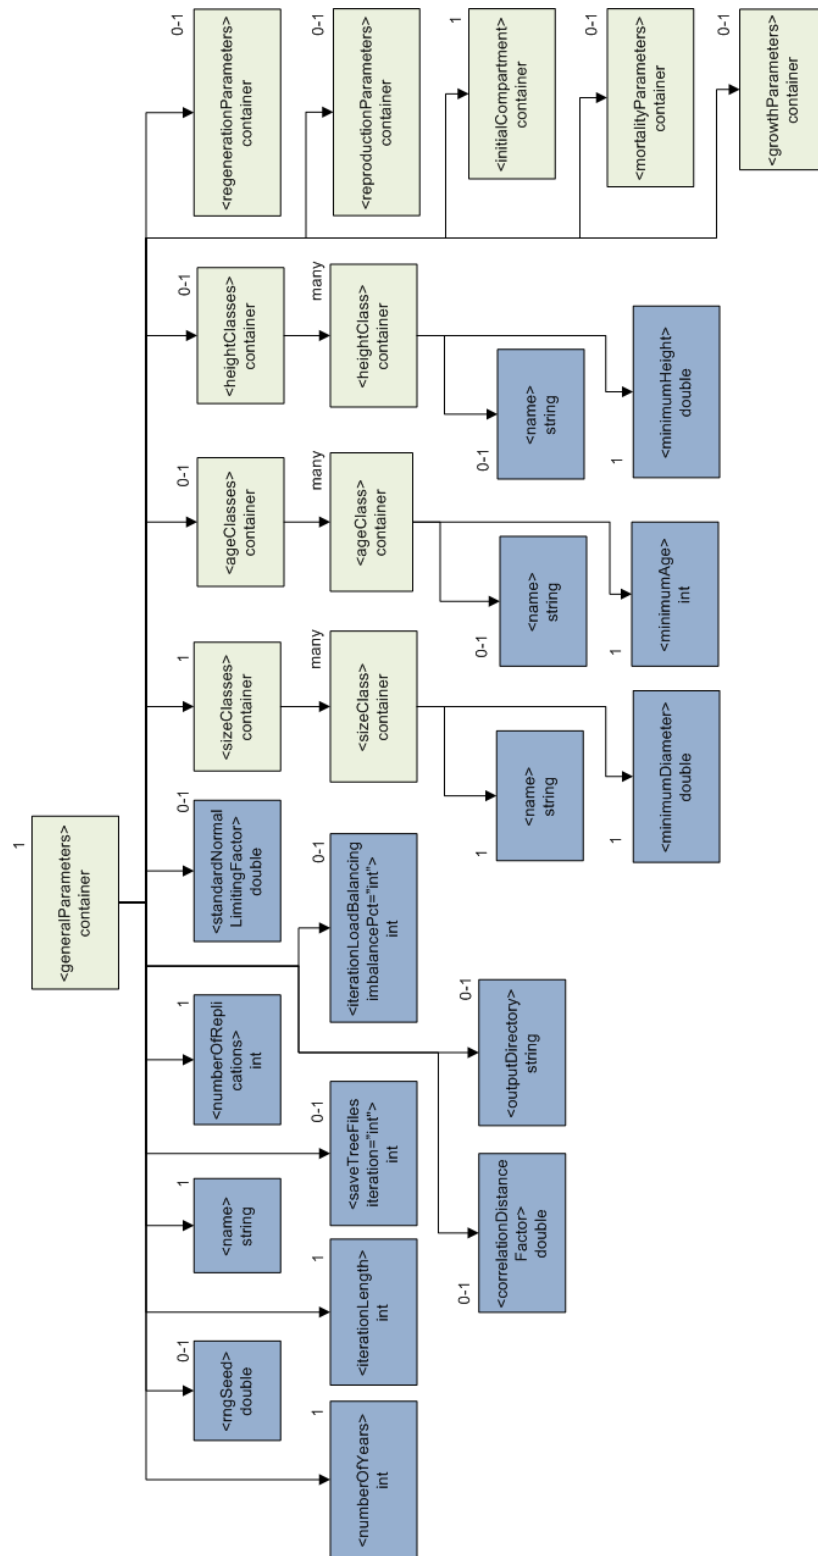 1
<generalParameters>
container
0-1
<rngSeed>
double
1
<name>
string
1
<numberOfRepli
cations>
int
0-1
<standardNormal
LimitingFactor>
double
1
<sizeClasses>
container
0-1
<ageClasses>
container
0-1
<heightClasses>
container
0-1
<regenerationParameters>
container
1
<numberOfYears>
int
1
<iterationLength>
int
0-1
<saveTreeFiles
iteration="int">
int
0-1
<iterationLoadBalancing
imbalancePct="int">
int
many
<sizeClass>
container
many
<ageClass>
container
many
<heightClass>
container
0-1
<reproductionParameters>
container
0-1
<correlationDistance
Factor>
double
0-1
<outputDirectory>
string
1
<name>
string
0-1
<name>
string
0-1
<name>
string
1
<initialCompartment>
container
1
<minimumDiameter>
double
1
<minimumAge>
int
1
<minimumHeight>
double
0-1
<mortalityParameters>
container
0-1
<growthParameters>
container